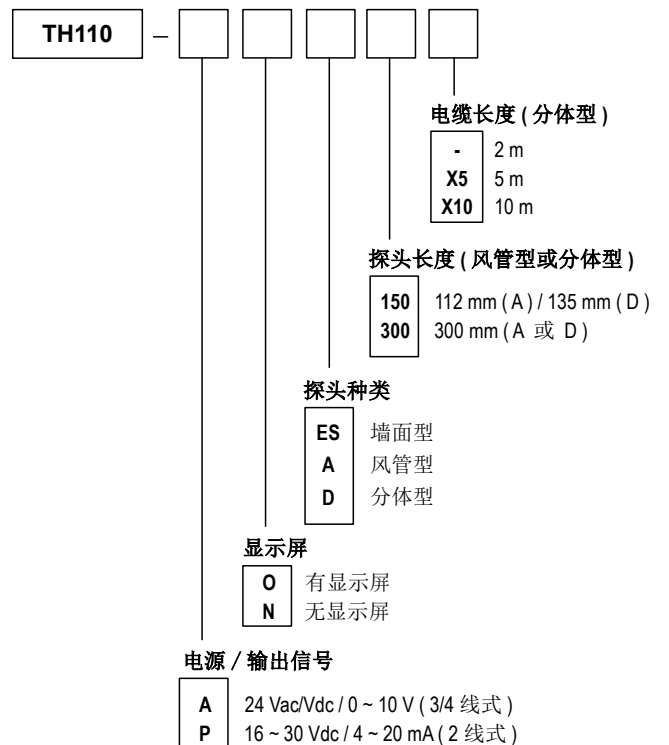 TH110 –
电缆长度 ( 分体型 )
- 2 m
X5 5 m
X10 10 m
探头长度 ( 风管型或分体型 )
150 112 mm ( A ) / 135 mm ( D )
300 300 mm ( A 或 D )
探头种类
ES 墙面型
A 风管型
D 分体型
显示屏
O 有显示屏
N 无显示屏
电源 / 输出信号
A 24 Vac/Vdc / 0 ~ 10 V ( 3/4 线式 )
P 16 ~ 30 Vdc / 4 ~ 20 mA ( 2 线式 )